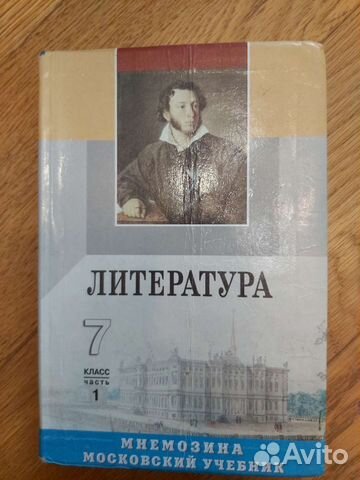 ЛИТЕРАТУРА
7
КЛАСС
часть
1
МНЕМОЗИНА
МОСКОВСКИЙ УЧЕБНИК
Avito